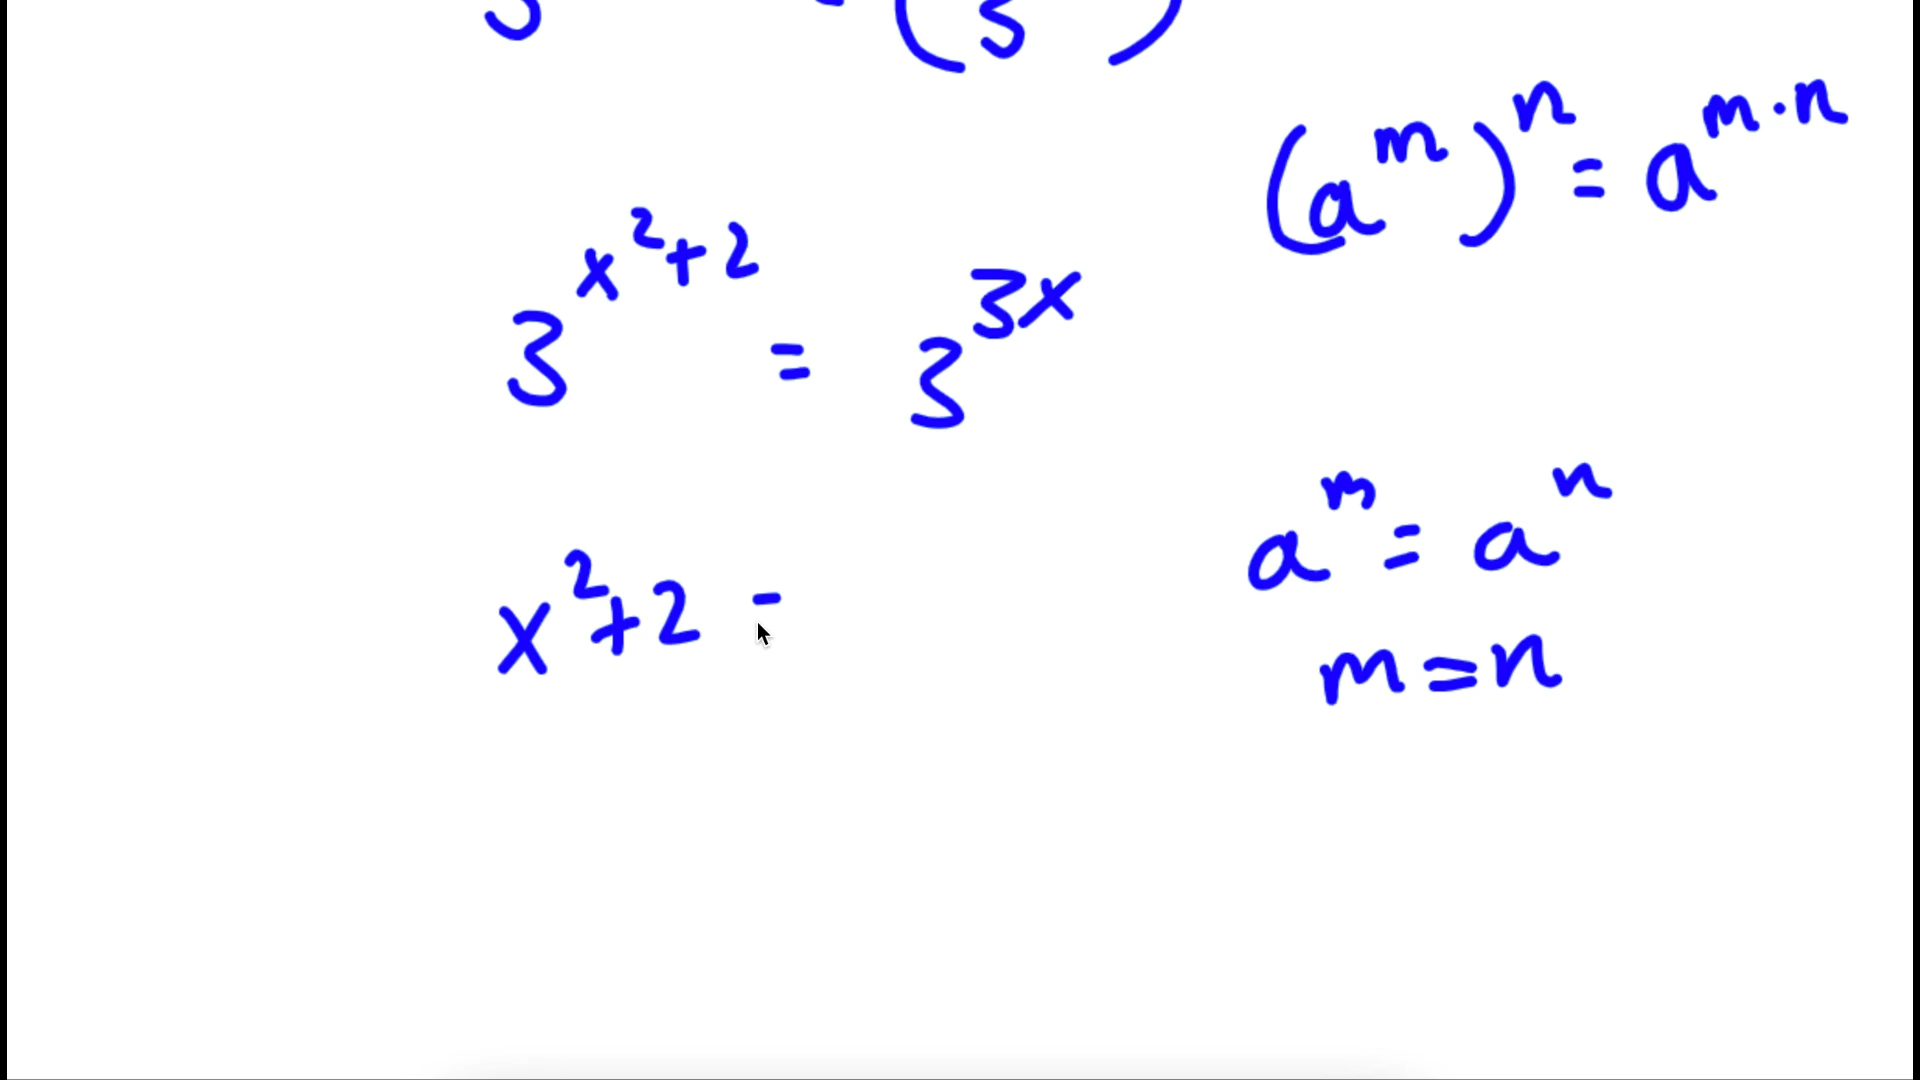 (a^m)^n = a^{m·n}
3^{x^2+2} = 3^{3x}
a^m = a^n
x^2+2 -
m=n